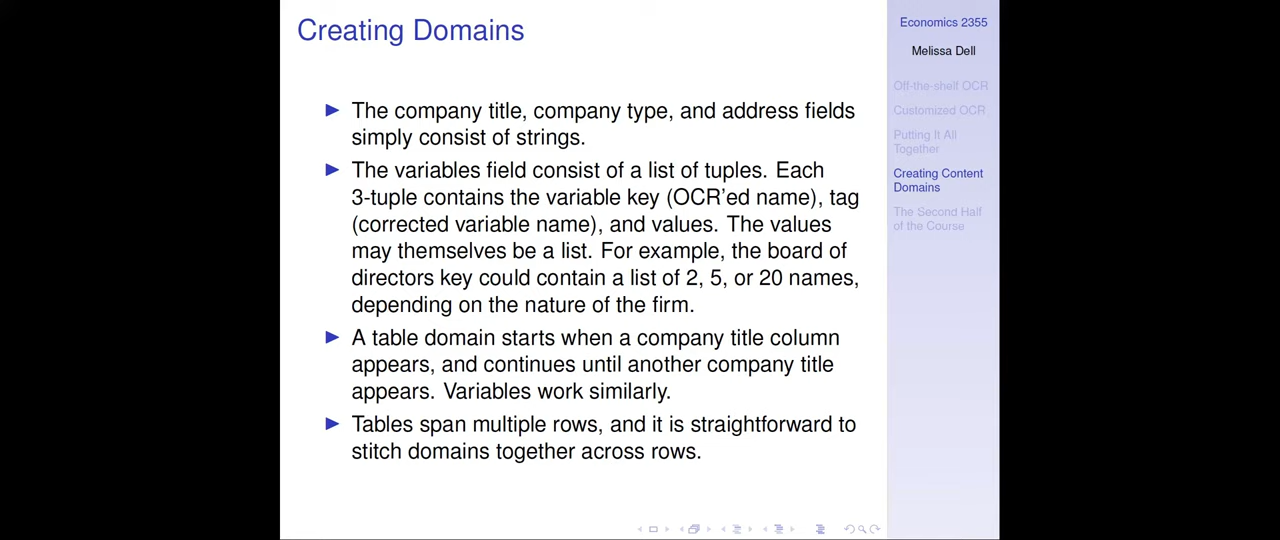 Creating Domains
The company title, company type, and address fields
simply consist of strings.
The variables field consist of a list of tuples. Each
3-tuple contains the variable key (OCR'ed name), tag
(corrected variable name), and values. The values
may themselves be a list. For example, the board of
directors key could contain a list of 2, 5, or 20 names,
depending on the nature of the firm.
A table domain starts when a company title column
appears, and continues until another company title
appears. Variables work similarly.
Tables span multiple rows, and it is straightforward to
stitch domains together across rows.
Economics 2355
Melissa Dell
Off-the-shelf OCR
Customized OCR
Putting It All
Together
Creating Content
Domains
The Second Half
of the Course